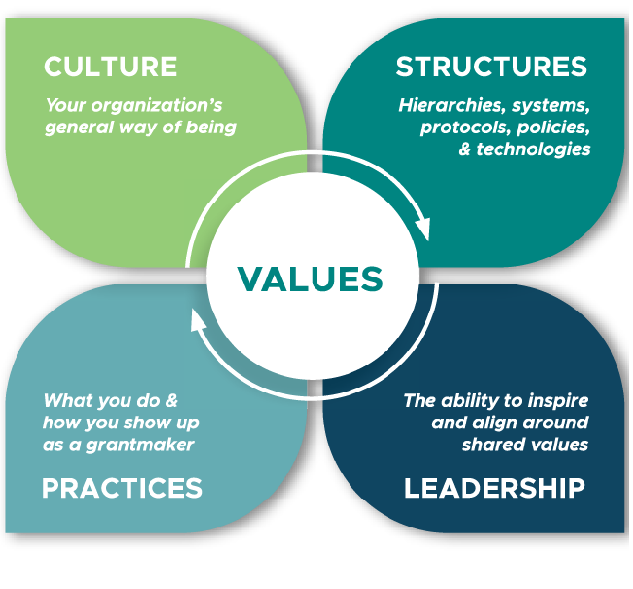 CULTURE
Your organization's
general way of being
STRUCTURES
Hierarchies, systems,
protocols, policies,
& technologies
VALUES
What you do &
how you show up
as a grantmaker
PRACTICES
The ability to inspire
and align around
shared values
LEADERSHIP